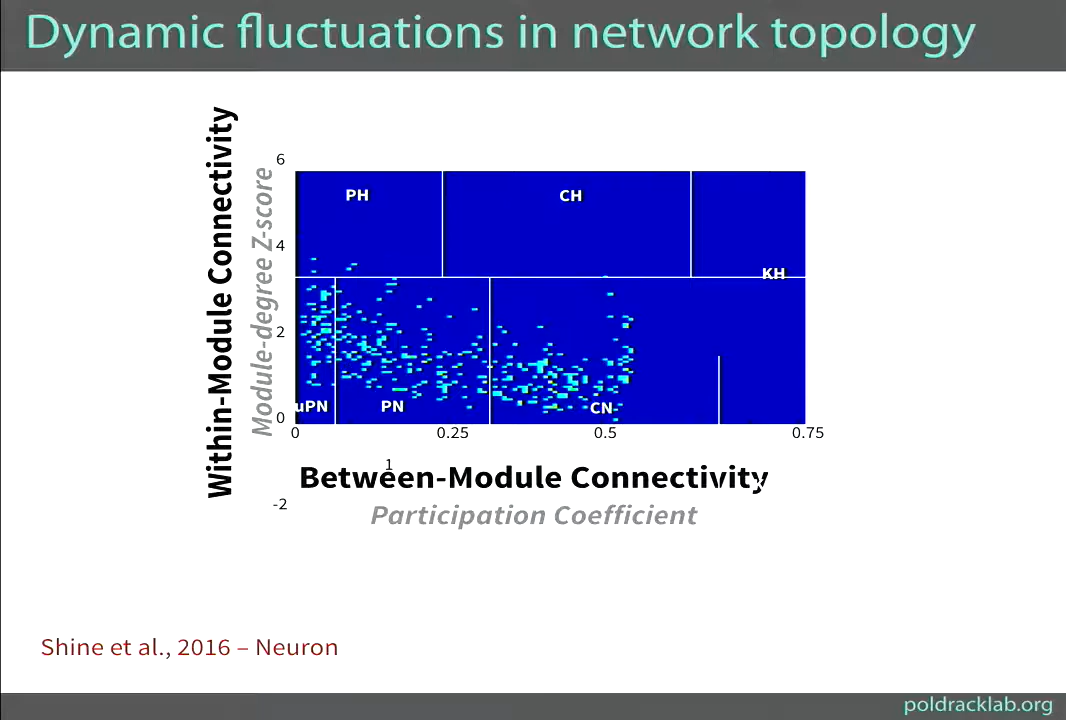 Dynamic fluctuations in network topology
Within-Module Connectivity
Module-degree Z-score
6
4
2
0
-2
PH
CH
KH
uPN
PN
CN
0
0.25
0.5
0.75
1
Between-Module Connectivity
Participation Coefficient
Shine et al., 2016 – Neuron
poldracklab.org